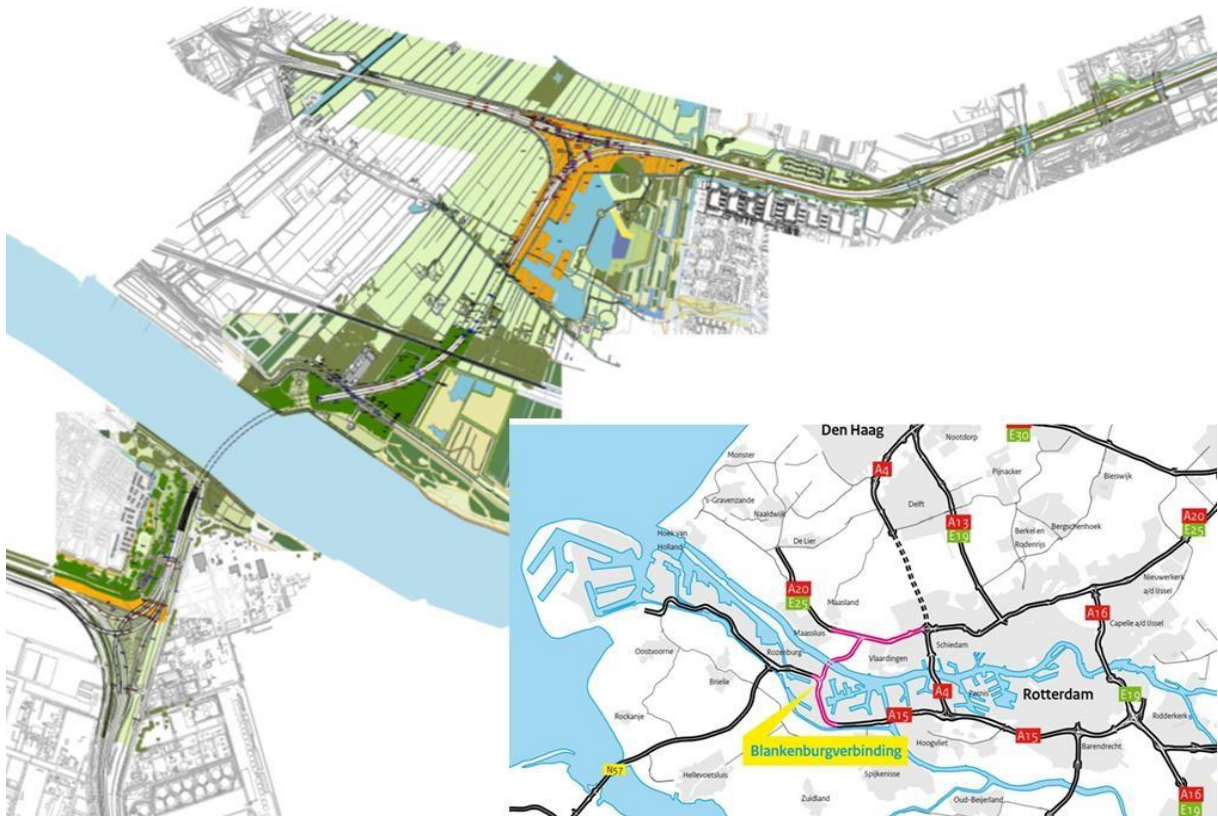 Den Haag
Nootdorp
E30
Monster
A4
Pijnacker
Bleiswijk
's-Gravenzande
Delft
Naaldwijk
A13
E19
A20
E25
Berkel en
Rodenrijs
Bergschenhoek
Hoek van
Holland
De Lier
Nieuwerkerk
a/d IJssel
A20
E25
Maasland
A16
Capelle a/d IJssel
Maassluis
Schiedam
Oostvoorne
Rozenburg
Vlaardingen
Brielle
A4
Pernis
Rotterdam
E19
Ridderkerk
Rockanje
A15
A15
Blankenburgverbinding
Hoogvliet
Barendrecht
N57
Hellevoetsluis
Spijkenisse
A16
E19
Zuidland
Oud-Beijerland